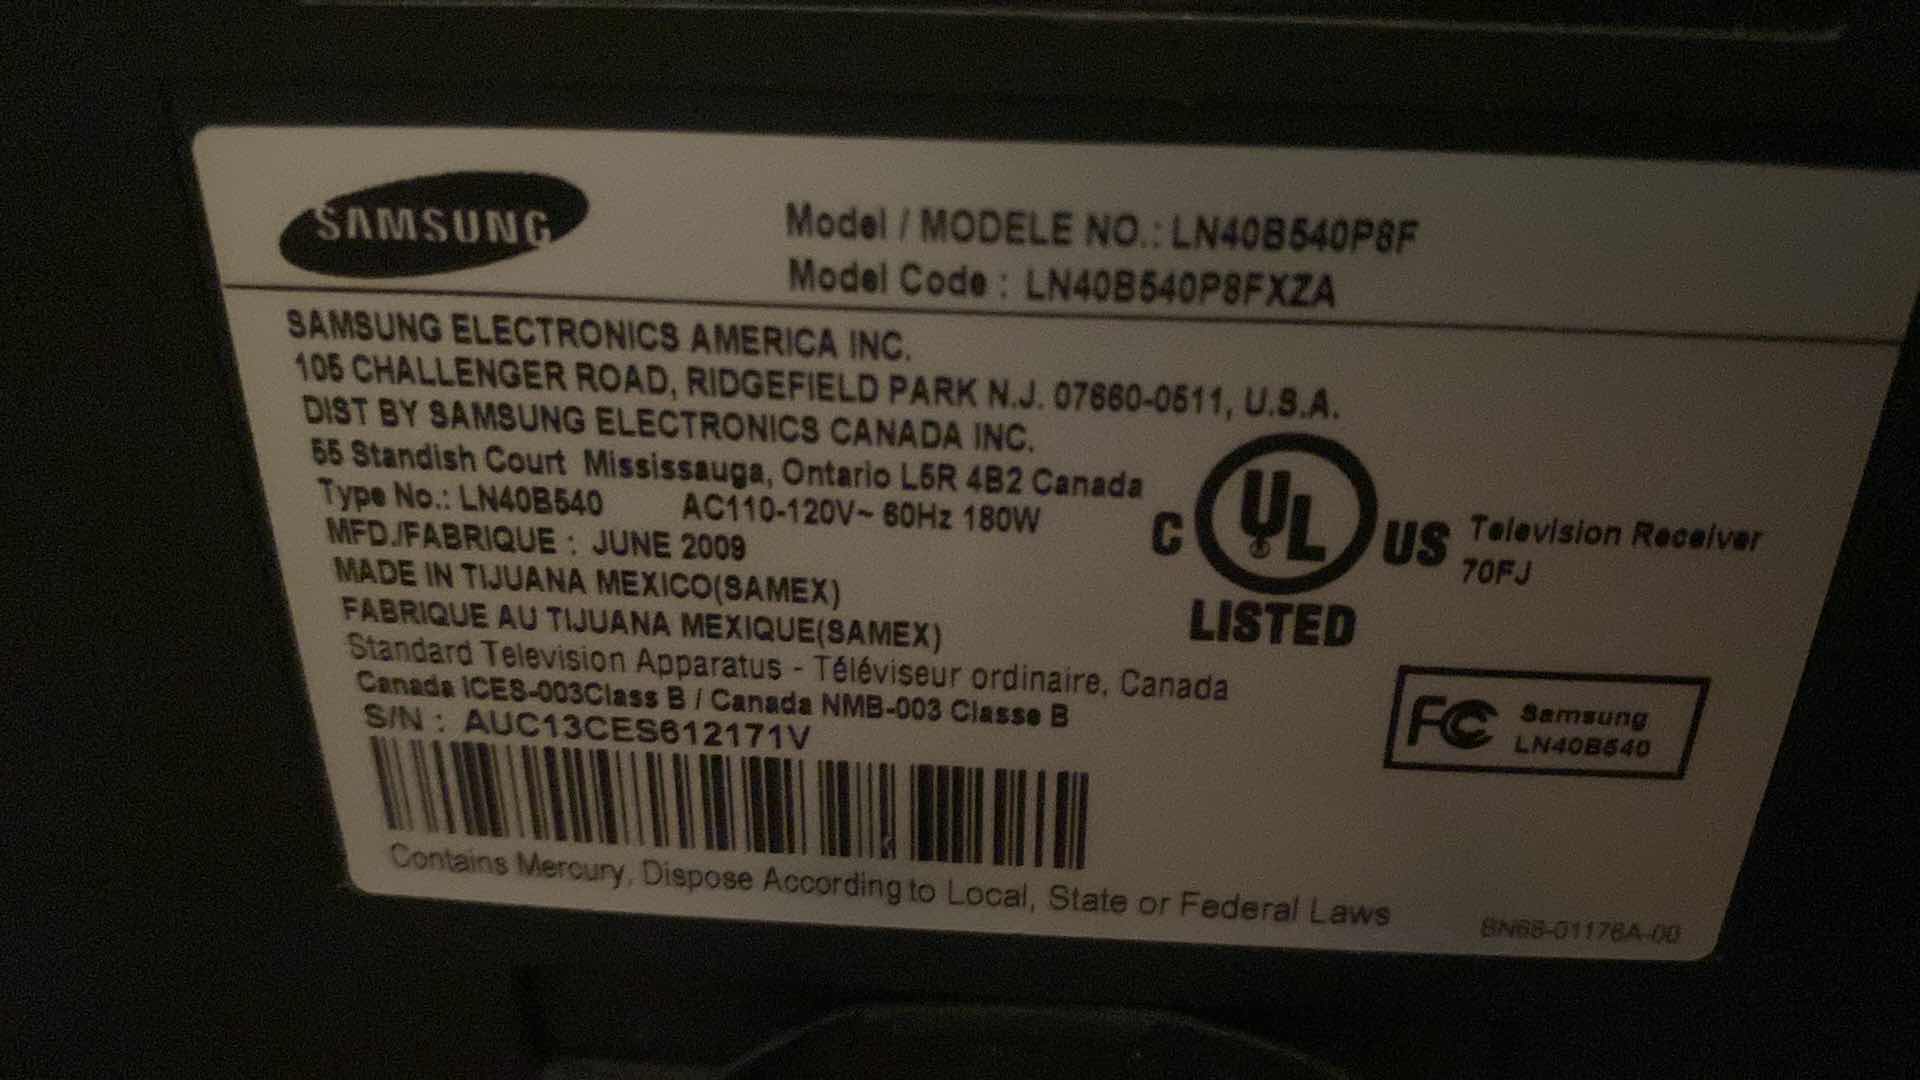 SAMSUNG
Model / MODELE NO.: LN40B540P8F
Model Code : LN40B540P8FXZA
SAMSUNG ELECTRONICS AMERICA INC.
105 CHALLENGER ROAD, RIDGEFIELD PARK N.J. 07660-0511, U.S.A.
DIST BY SAMSUNG ELECTRONICS CANADA INC.
55 Standish Court Mississauga, Ontario L5R 4B2 Canada
Type No.: LN40B540 AC110-120V~ 60Hz 180W
MFD./FABRIQUE : JUNE 2009
MADE IN TIJUANA MEXICO(SAMEX)
FABRIQUE AU TIJUANA MEXIQUE(SAMEX)
Standard Television Apparatus - Téléviseur ordinaire, Canada
Canada ICES-003Class B / Canada NMB-003 Classe B
S/N : AUC13CES612171V
Contains Mercury, Dispose According to Local, State or Federal Laws
C UL US
LISTED
Television Receiver
70FJ
FC Samsung
LN40B540
BN68-01176A-00